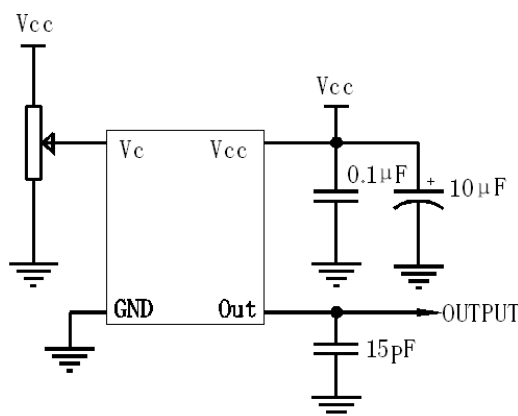 Vcc
Vcc
Vc
Vcc
0.1μF
+
10μF
GND
Out
OUTPUT
15pF